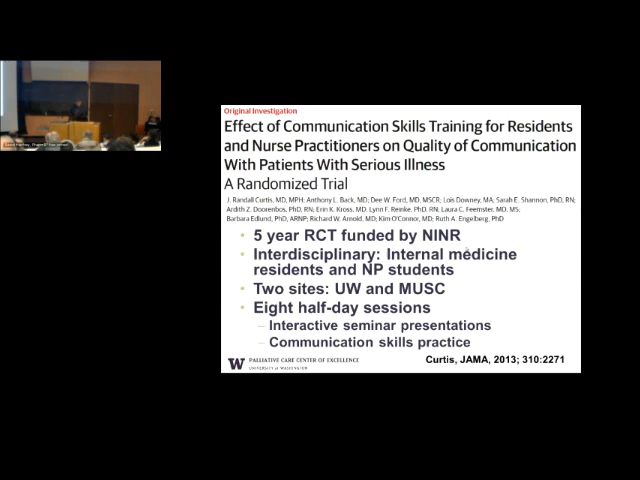 Original Investigation
Effect of Communication Skills Training for Residents
and Nurse Practitioners on Quality of Communication
With Patients With Serious Illness
A Randomized Trial
J. Randall Curtis, MD, MPH; Anthony L. Back, MD; Dee W. Ford, MD, MSCR; Lois Downey, MA; Sarah E. Shannon, PhD, RN;
Ardith Z. Doorenbos, PhD, RN; Erin K. Kross, MD; Lynn F. Reinke, PhD, RN; Laura C. Feemster, MD, MS;
Barbara Edlund, PhD, ARNP; Richard W. Arnold, MD; Kim O'Connor, MD; Ruth A. Engelberg, PhD
• 5 year RCT funded by NINR
• Interdisciplinary: Internal medicine
residents and NP students
• Two sites: UW and MUSC
• Eight half-day sessions
– Interactive seminar presentations
– Communication skills practice
W PALLIATIVE CARE CENTER OF EXCELLENCE
UNIVERSITY of WASHINGTON
Curtis, JAMA, 2013; 310:2271